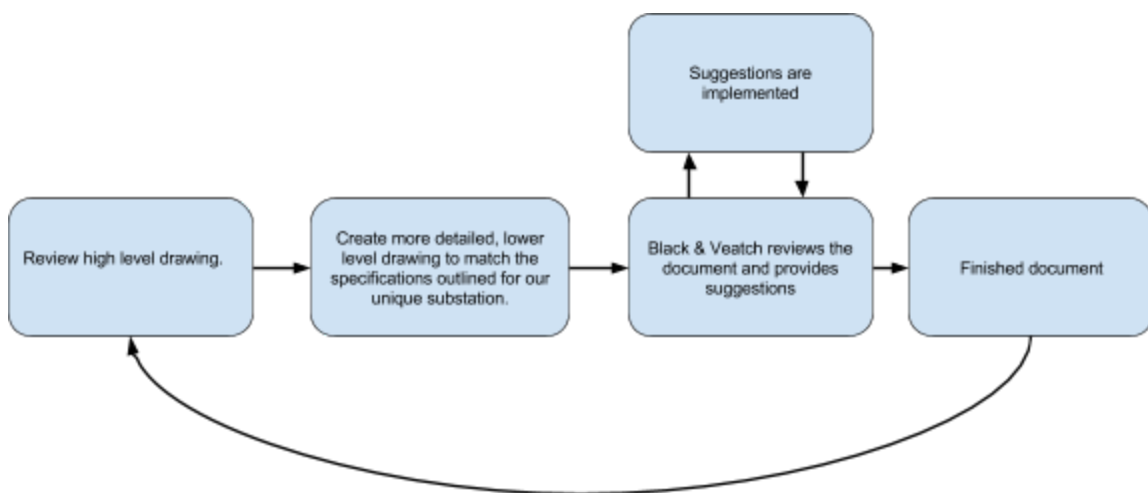 Suggestions are
implemented
Review high level drawing.
Create more detailed, lower
level drawing to match the
specifications outlined for our
unique substation.
Black & Veatch reviews the
document and provides
suggestions
Finished document